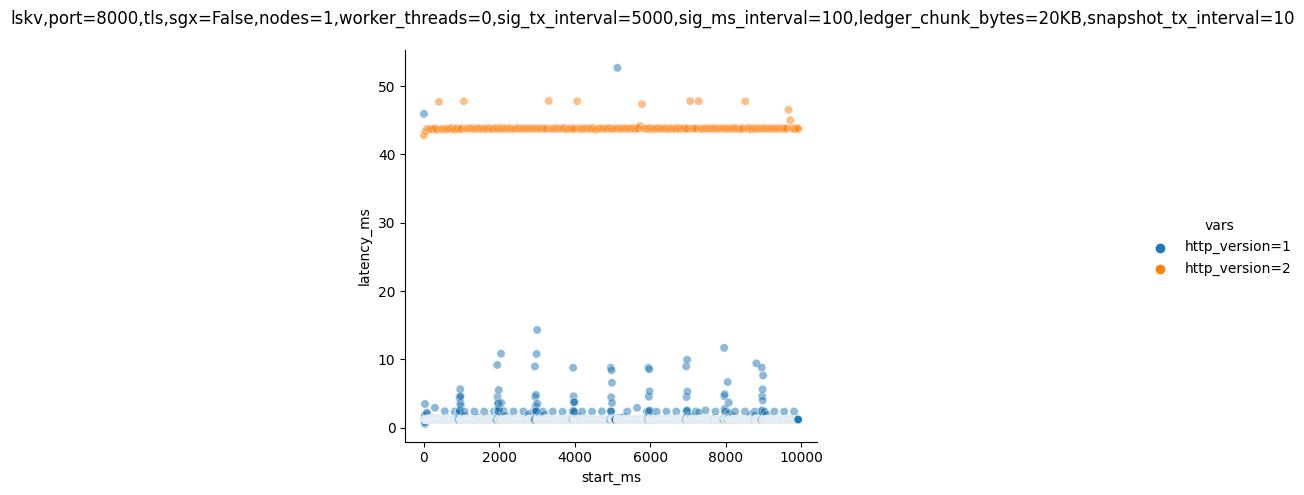 lskv,port=8000,tls,sgx=False,nodes=1,worker_threads=0,sig_tx_interval=5000,sig_ms_interval=100,ledger_chunk_bytes=20KB,snapshot_tx_interval=10
50
40
30
20
10
0
latency_ms
0 2000 4000 6000 8000 10000
start_ms
vars
http_version=1
http_version=2